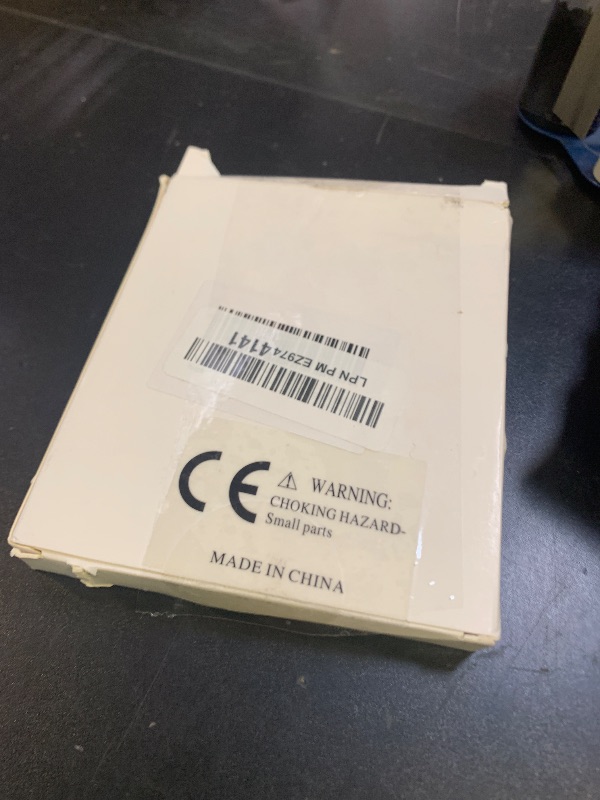 LPN PM EZ9744141
CE
⚠ WARNING:
CHOKING HAZARD-
Small parts
MADE IN CHINA